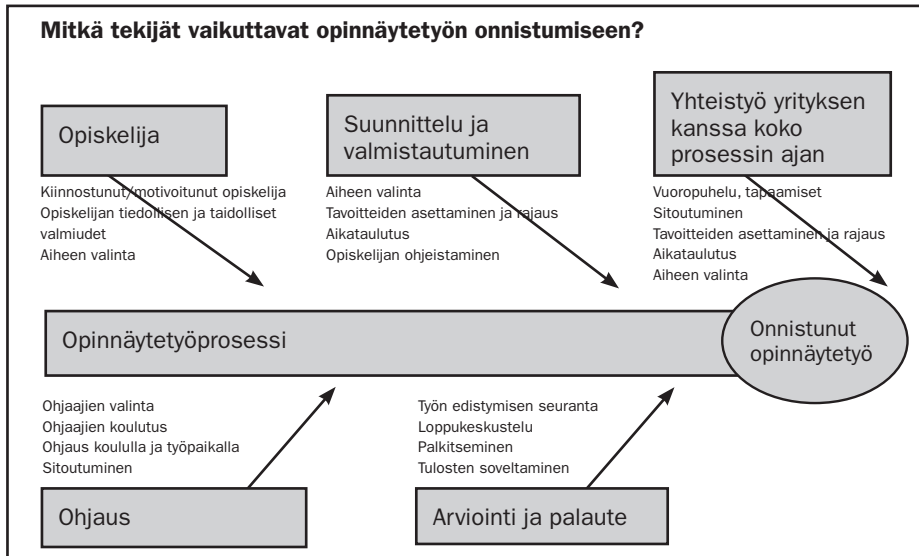 Mitkä tekijät vaikuttavat opinnäytetyön onnistumiseen?
Opiskelija
Kiinnostunut/motivoitunut opiskelija
Opiskelijan tiedollisen ja taidolliset
valmiudet
Aiheen valinta
Suunnittelu ja
valmistautuminen
Aiheen valinta
Tavoitteiden asettaminen ja rajaus
Aikataulutus
Opiskelijan ohjeistaminen
Yhteistyö yrityksen
kanssa koko
prosessin ajan
Vuoropuhelu, tapaamiset
Sitoutuminen
Tavoitteiden asettaminen ja rajaus
Aikataulutus
Aiheen valinta
Opinnäytetyöprosessi
Onnistunut
opinnäytetyö
Ohjaajien valinta
Ohjaajien koulutus
Ohjaus koululla ja työpaikalla
Sitoutuminen
Ohjaus
Työn edistymisen seuranta
Loppukeskustelu
Palkitseminen
Tulosten soveltaminen
Arviointi ja palaute